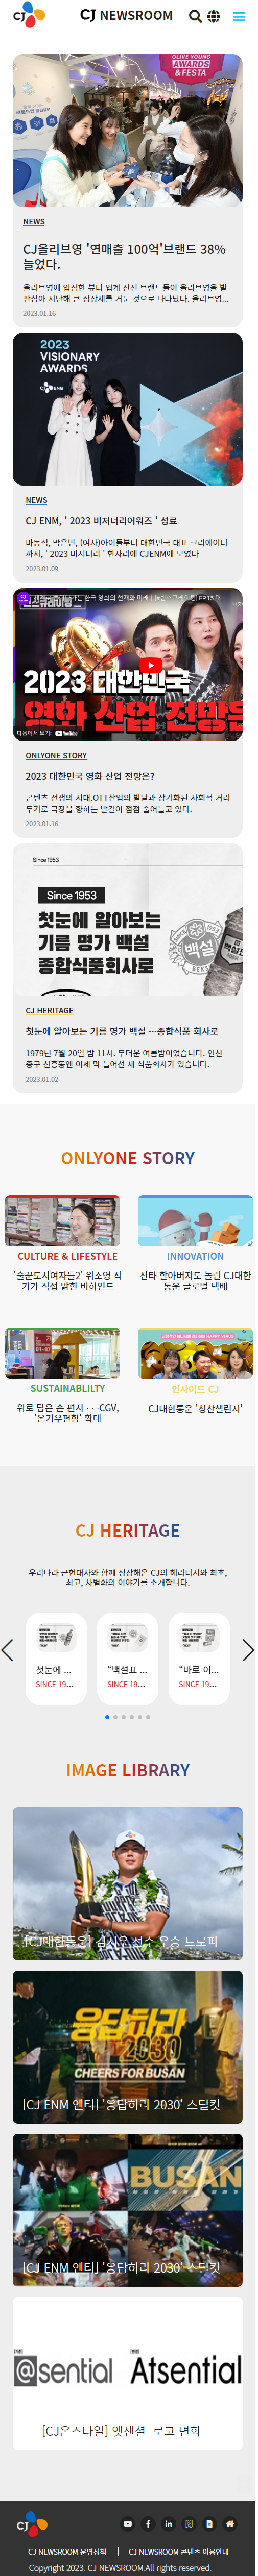 CJ
CJ NEWSROOM
OLIVE YOUNG
AWARDS
& FESTA
NEWS
CJ올리브영 '연매출 100억'브랜드 38%
늘었다.
올리브영에 입점한 뷰티 업계 신진 브랜드들이 올리브영을 발
판삼아 지난해 큰 성장세를 거둔 것으로 나타났다. 올리브영...
2023.01.16
2023
VISIONARY
AWARDS
CJ ENM
NEWS
CJ ENM, ' 2023 비저너리어워즈 ' 성료
마동석, 박은빈, (여자)아이들부터 대한민국 대표 크리에이터
까지, ' 2023 비저너리 ' 한자리에 CJENM에 모였다
2023.01.09
2023 대한민국
영화 산업 전망은
다음에서 보기:
YouTube
ONLYONE STORY
2023 대한민국 영화 산업 전망은?
콘텐츠 전쟁의 시대.OTT산업의 발달과 장기화된 사회적 거리
두기로 극장을 향하는 발길이 점점 줄어들고 있다.
2023.01.16
Since 1953
Since 1953
첫눈에 알아보는
기름 명가 백설
종합식품회사로
백설
CJ HERITAGE
첫눈에 알아보는 기름 명가 백설 ···종합식품 회사로
1979년 7월 20일 밤 11시. 무더운 여름밤이었습니다. 인천
중구 신흥동엔 이제 막 들어선 새 식품회사가 있습니다.
2023.01.02
ONLYONE STORY
CULTURE & LIFESTYLE
'술꾼도시여자들2' 위소영 작
가가 직접 밝힌 비하인드
INNOVATION
산타 할아버지도 놀란 CJ대한
통운 글로벌 택배
SUSTAINABLILTY
위로 담은 손 편지 · · ·CGV,
'온기우편함' 확대
인사이드 CJ
CJ대한통운 '칭찬챌린지'
CJ HERITAGE
우리나라 근현대사와 함께 성장해온 CJ의 헤리티지와 최초,
최고, 차별화의 이야기를 소개합니다.
첫눈에 ...
SINCE 19...
“백설표 ...
SINCE 19...
“바로 이...
SINCE 19...
IMAGE LIBRARY
[CJ대한통운] 김시우 선수 우승 트로피
응답하라
2030
CHEERS FOR BUSAN
[CJ ENM 엔터] '응답하라 2030' 스틸컷
BUSAN
[CJ ENM 엔터] '응답하라 2030' 스틸컷
@sential
Atsential
[CJ온스타일] 앳센셜_로고 변화
CJ
CJ NEWSROOM 운영정책
CJ NEWSROOM 콘텐츠 이용안내
Copyright 2023. CJ NEWSROOM.All rights reserved.